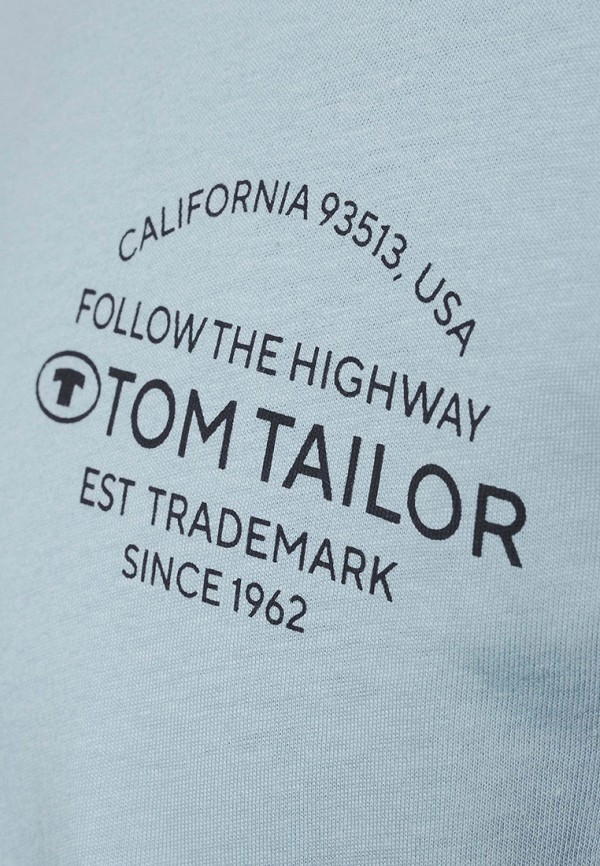 CALIFORNIA 93513, USA
FOLLOW THE HIGHWAY
T TOM TAILOR
EST TRADEMARK
SINCE 1962